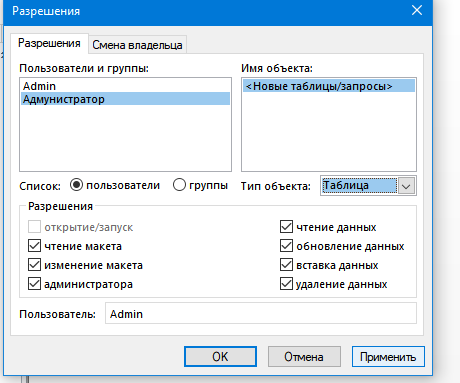 Разрешения
Разрешения
Смена владельца
Пользователи и группы:
Имя объекта:
Admin
Адмунистратор
<Новые таблицы/запросы>
Список: пользователи группы
Тип объекта: Таблица
Разрешения
открытие/запуск
чтение данных
чтение макета
обновление данных
изменение макета
вставка данных
администратора
удаление данных
Пользователь: Admin
OK
Отмена
Применить